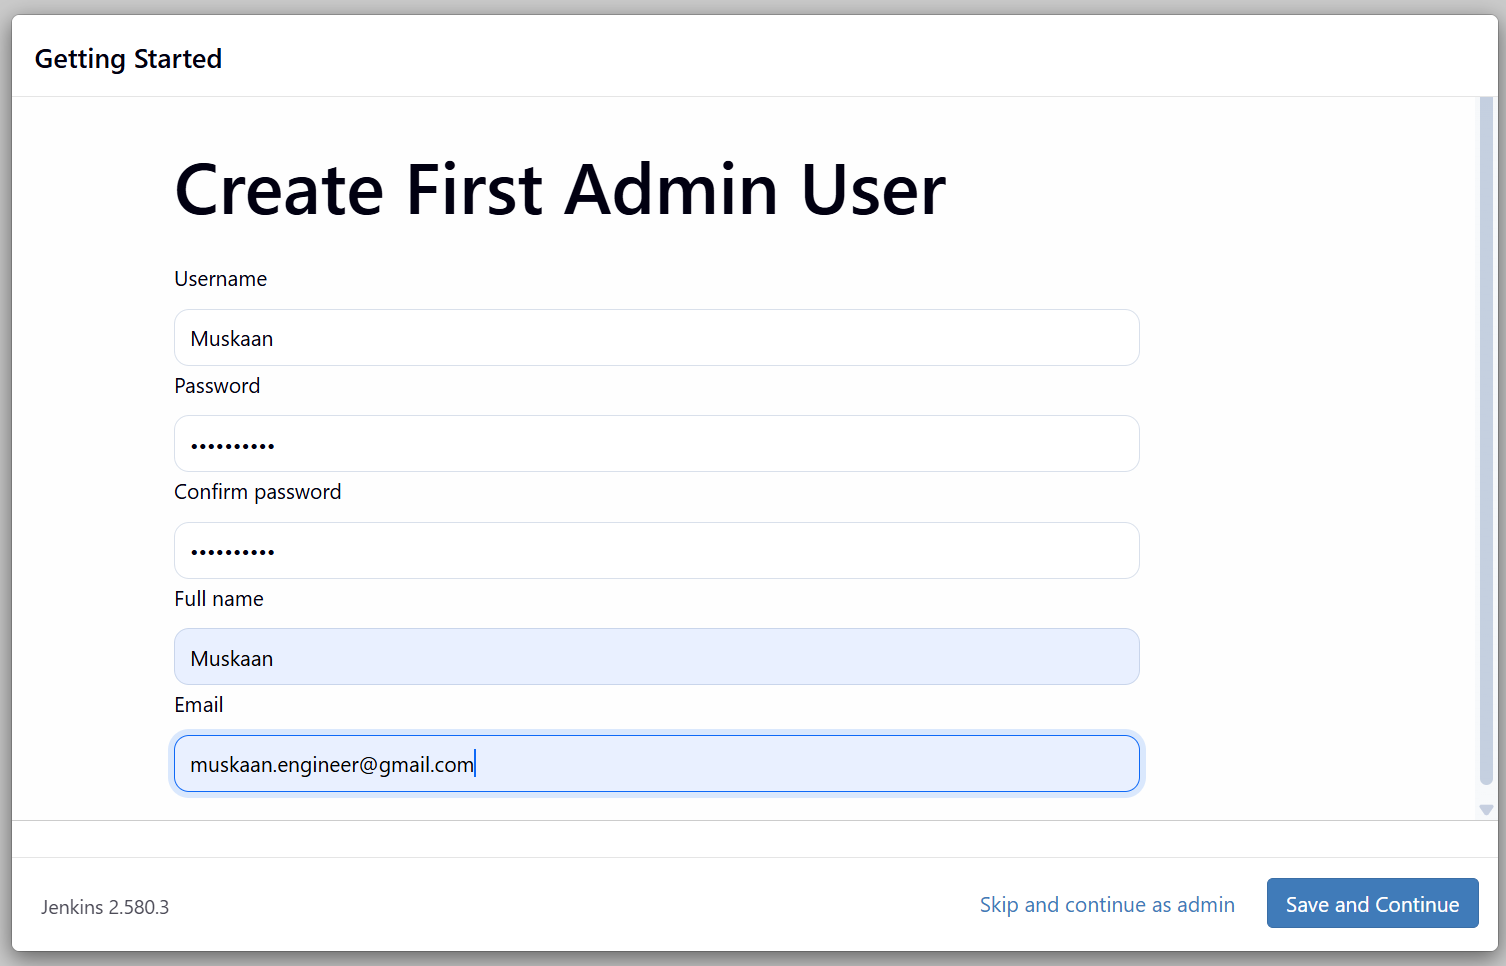 Getting Started
Create First Admin User
Username
Muskaan
Password
••••••••••
Confirm password
••••••••••
Full name
Muskaan
Email
muskaan.engineer@gmail.com
Jenkins 2.580.3
Skip and continue as admin
Save and Continue